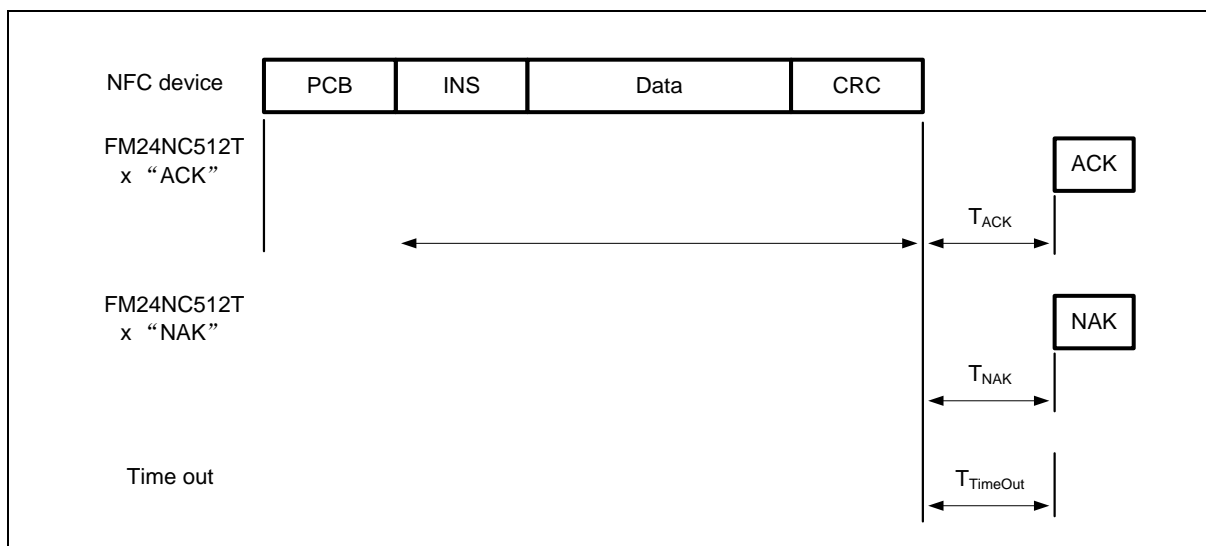 NFC device PCB INS Data CRC
FM24NC512T
x “ACK”
ACK
TACK
FM24NC512T
x “NAK”
NAK
TNAK
Time out
TTimeOut